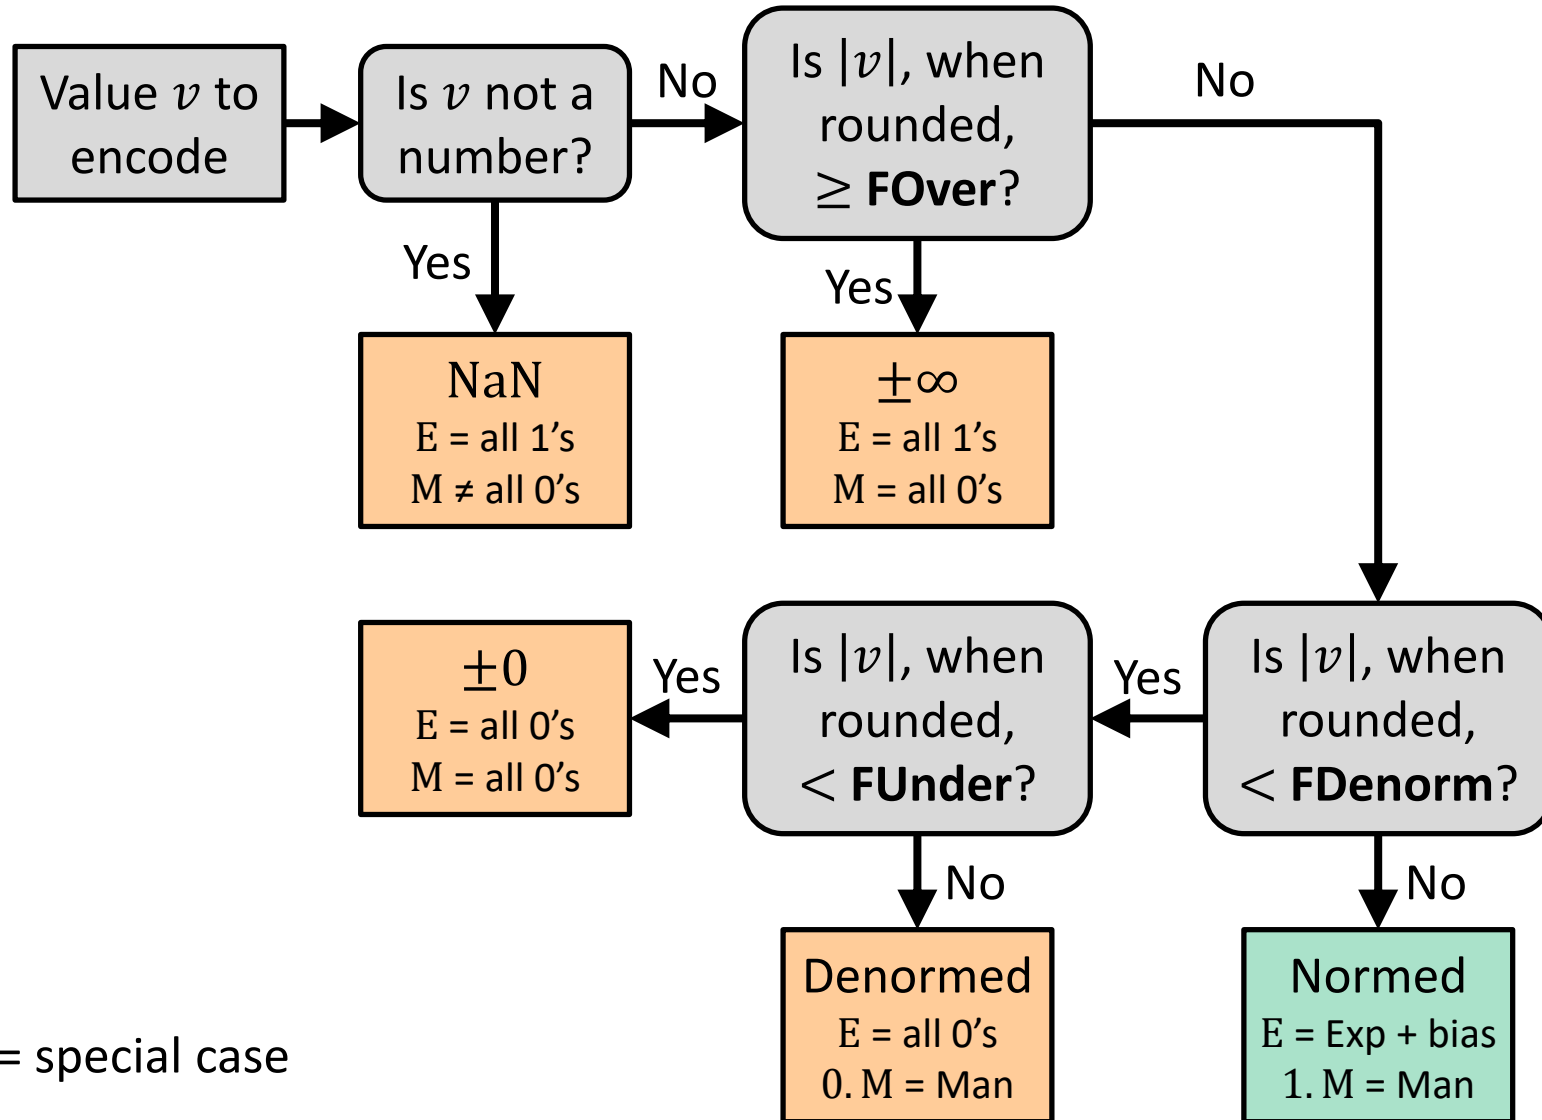 Value v to
encode
Is v not a
number?
No
Is |v|, when
rounded,
≥ FOver?
No
Yes
Yes
NaN
E = all 1's
M ≠ all 0's
±∞
E = all 1's
M = all 0's
±0
E = all 0's
M = all 0's
Yes
Is |v|, when
rounded,
< FUnder?
Yes
Is |v|, when
rounded,
< FDenorm?
No
No
Denormed
E = all 0's
0. M = Man
Normed
E = Exp + bias
1. M = Man
= special case